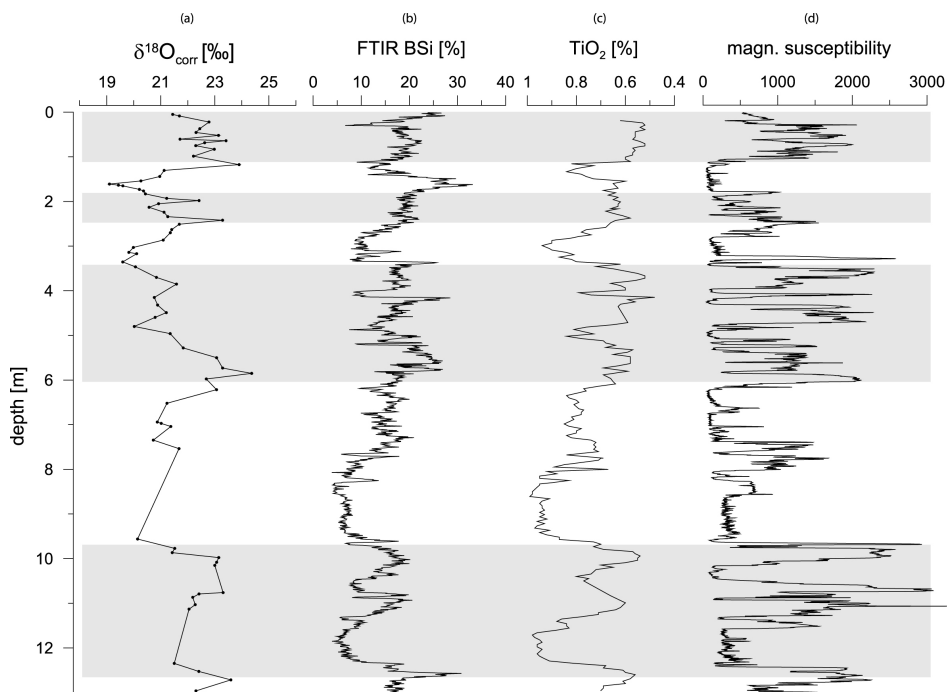 (a) (b) (c) (d)
δ¹⁸Ocorr [‰] FTIR BSi [%] TiO₂ [%] magn. susceptibility
19 21 23 25 0 10 20 30 40 1 0.8 0.6 0.4 0 1000 2000 3000
0
2
4
6
8
10
12
depth [m]